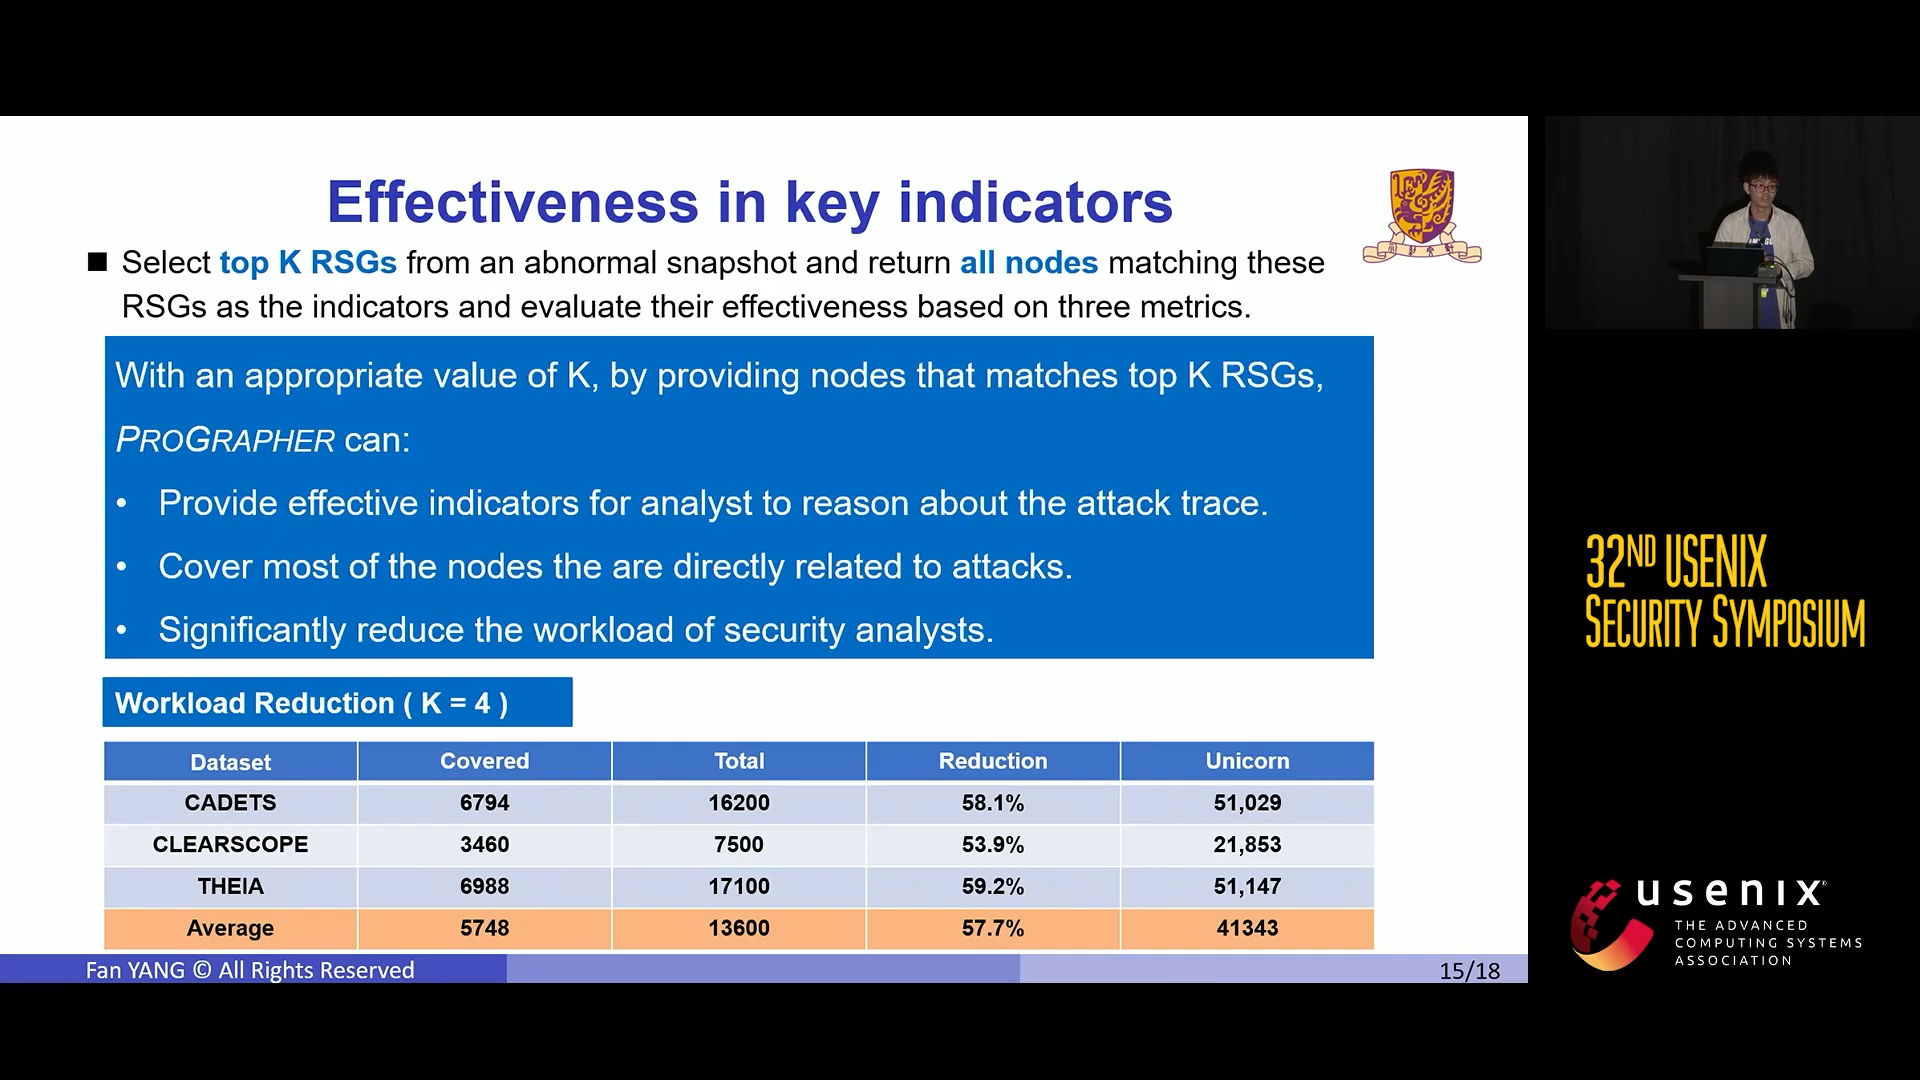 Effectiveness in key indicators
Select top K RSGs from an abnormal snapshot and return all nodes matching these
RSGs as the indicators and evaluate their effectiveness based on three metrics.
With an appropriate value of K, by providing nodes that matches top K RSGs,
PROGRAPHER can:
• Provide effective indicators for analyst to reason about the attack trace.
• Cover most of the nodes the are directly related to attacks.
• Significantly reduce the workload of security analysts.
Workload Reduction ( K = 4 )
Dataset Covered Total Reduction Unicorn
CADETS 6794 16200 58.1% 51,029
CLEARSCOPE 3460 7500 53.9% 21,853
THEIA 6988 17100 59.2% 51,147
Average 5748 13600 57.7% 41343
Fan YANG © All Rights Reserved
15/18
32ND USENIX
SECURITY SYMPOSIUM
usenix®
THE ADVANCED
COMPUTING SYSTEMS
ASSOCIATION